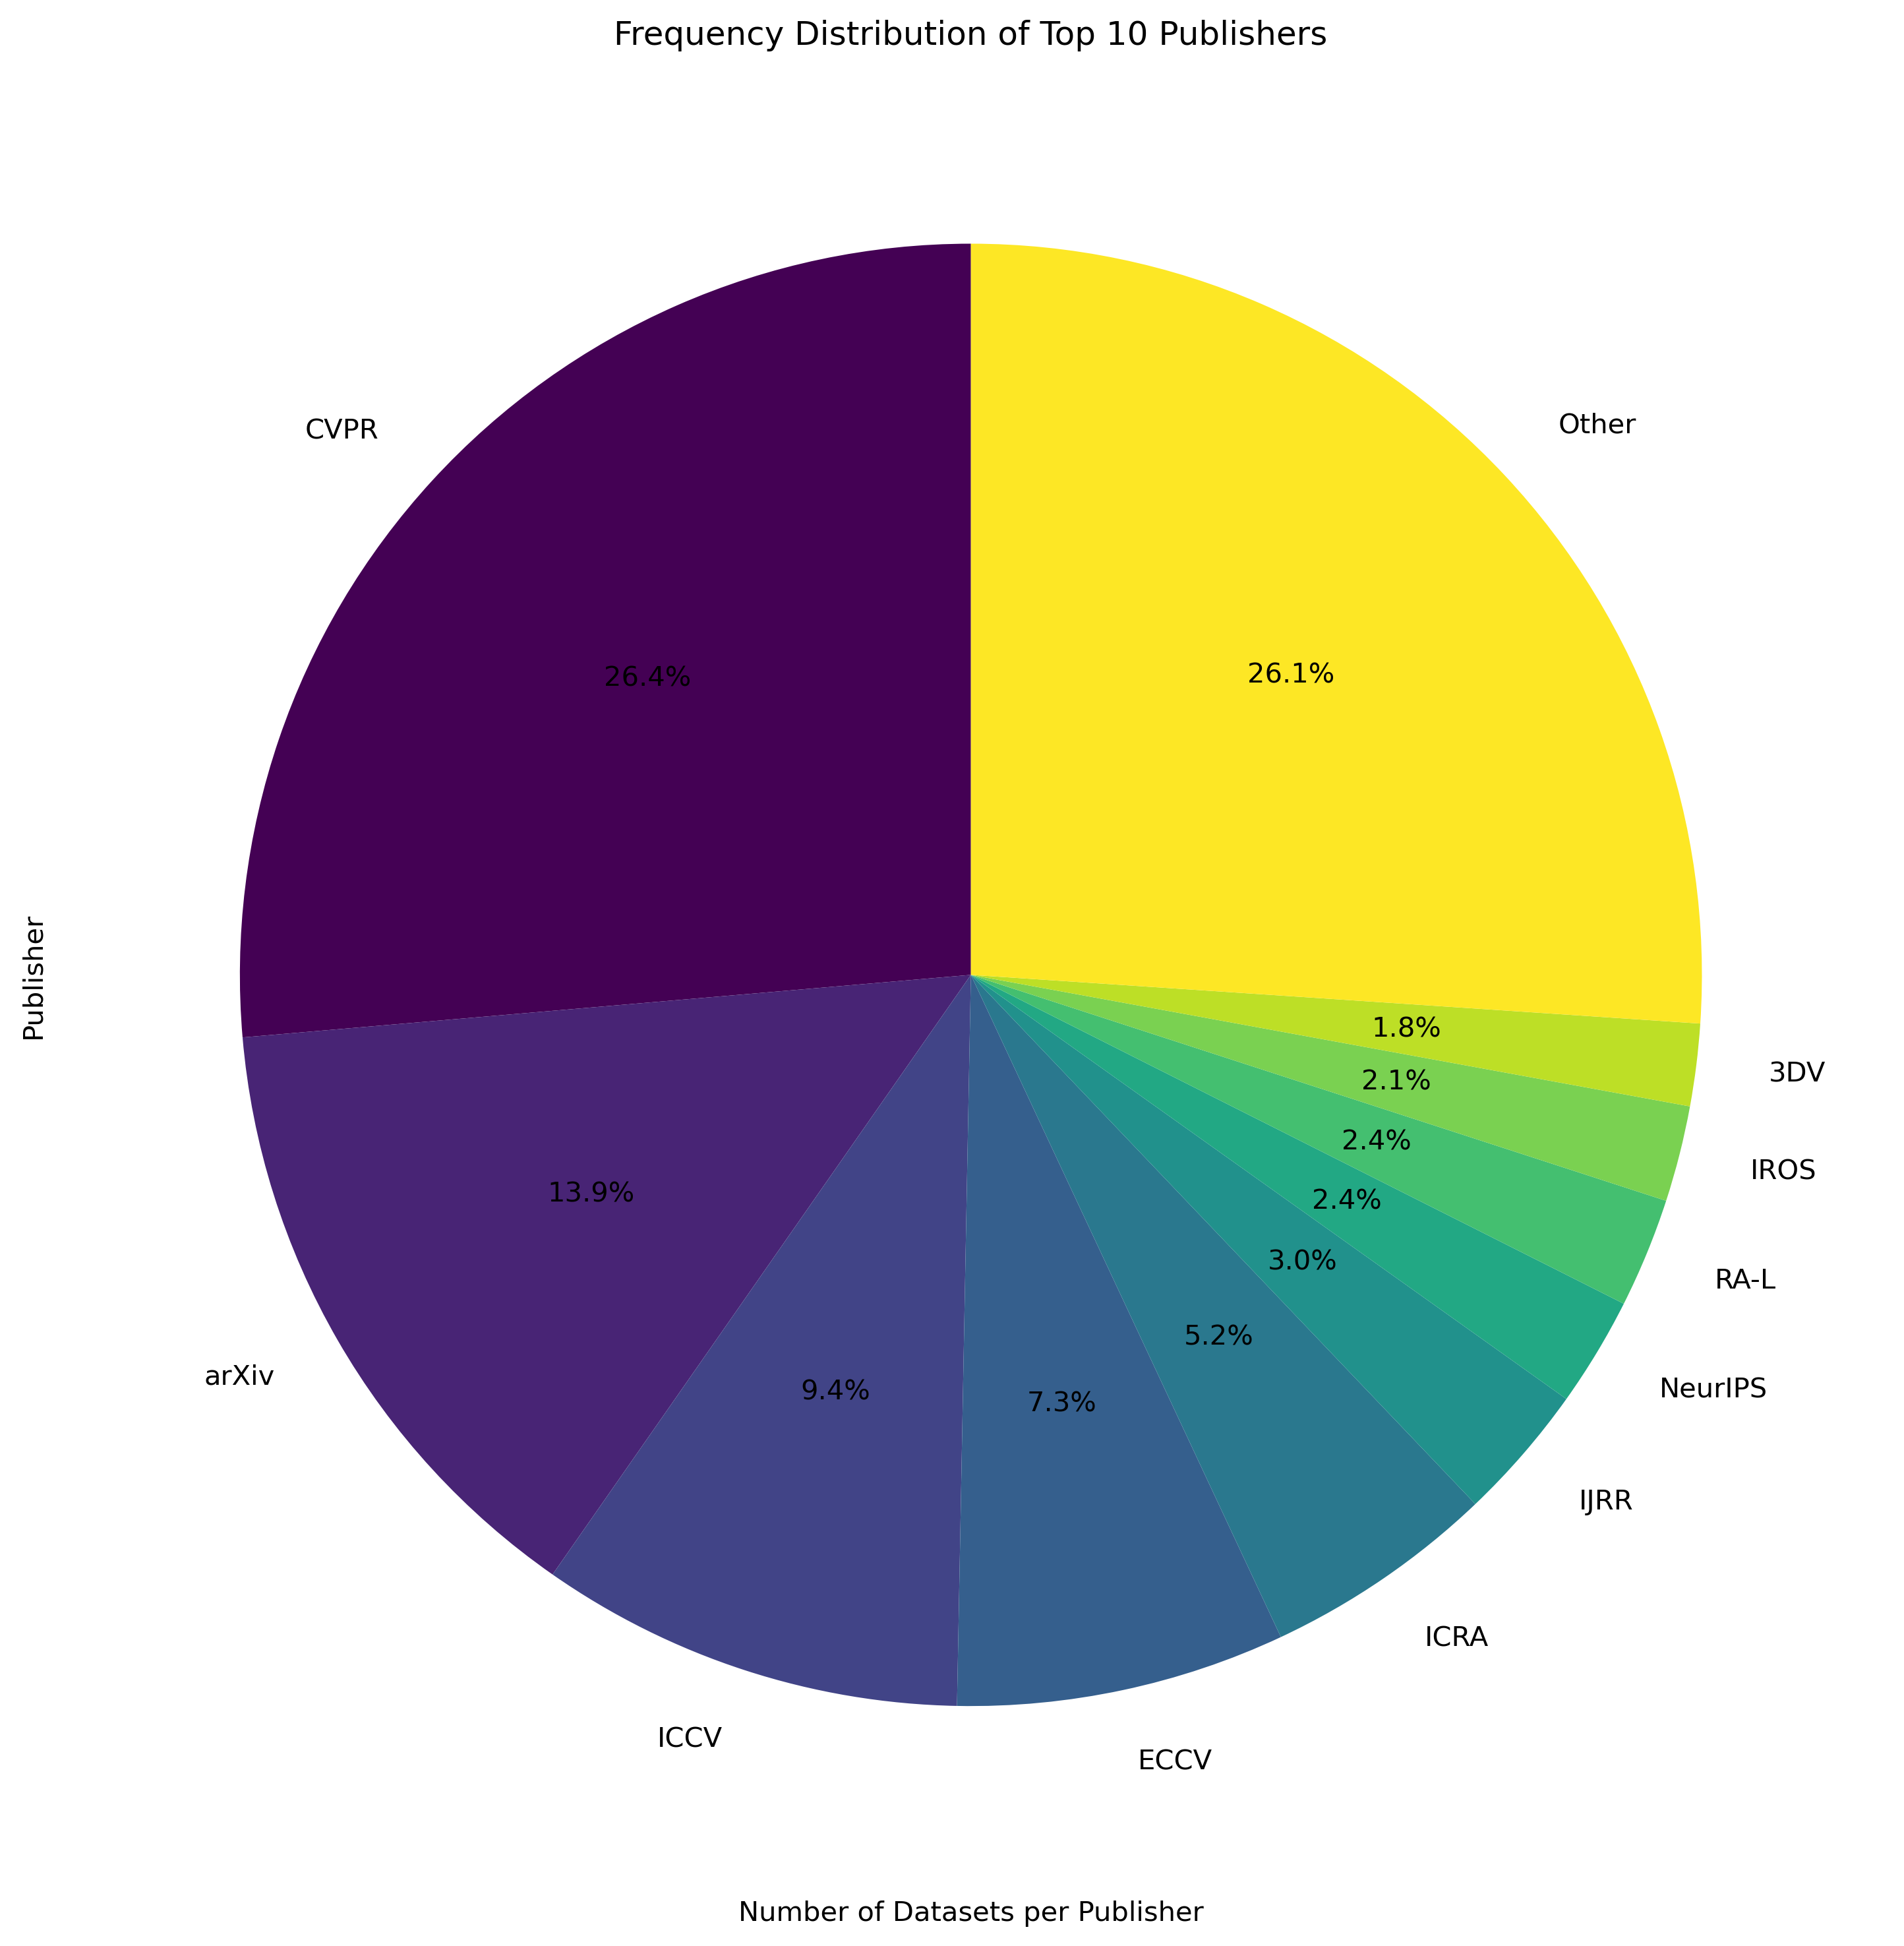 Frequency Distribution of Top 10 Publishers
CVPR
Other
26.4%
26.1%
Publisher
1.8%
3DV
2.1%
IROS
2.4%
RA-L
2.4%
NeurIPS
3.0%
IJRR
5.2%
ICRA
7.3%
ECCV
9.4%
ICCV
13.9%
arXiv
Number of Datasets per Publisher